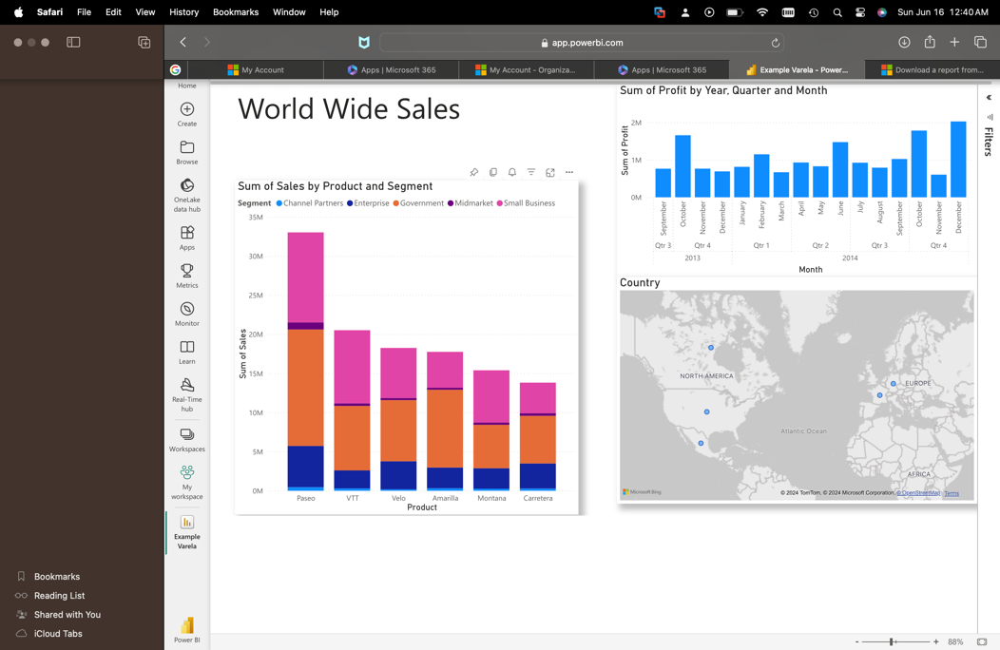 Safari File Edit View History Bookmarks Window Help Sun Jun 16 12:40 AM
app.powerbi.com
G My Account Apps | Microsoft 365 My Account - Organiza... Apps | Microsoft 365 Example Varela - Power... Download a report from...
Home
Create
Browse
OneLake
data hub
Apps
Metrics
Monitor
Learn
Real-Time
hub
Workspaces
My
workspace
Example
Varela
Power BI
Bookmarks
Reading List
Shared with You
iCloud Tabs
World Wide Sales
Sum of Sales by Product and Segment
Segment Channel Partners Enterprise Government Midmarket Small Business
35M
30M
25M
20M
15M
10M
5M
0M
Sum of Sales
Paseo VTT Velo Amarilla Montana Carretera
Product
Sum of Profit by Year, Quarter and Month
2M
1M
0M
Sum of Profit
September October November December January February March April May June July August September October November December
Qtr 3 Qtr 4 Qtr 1 Qtr 2 Qtr 3 Qtr 4
2013 2014
Month
Country
NORTH AMERICA
EUROPE
Atlantic Ocean
AFRICA
Microsoft Bing
© 2024 TomTom, © 2024 Microsoft Corporation, © OpenStreetMap Terms
Filters
- + 88%